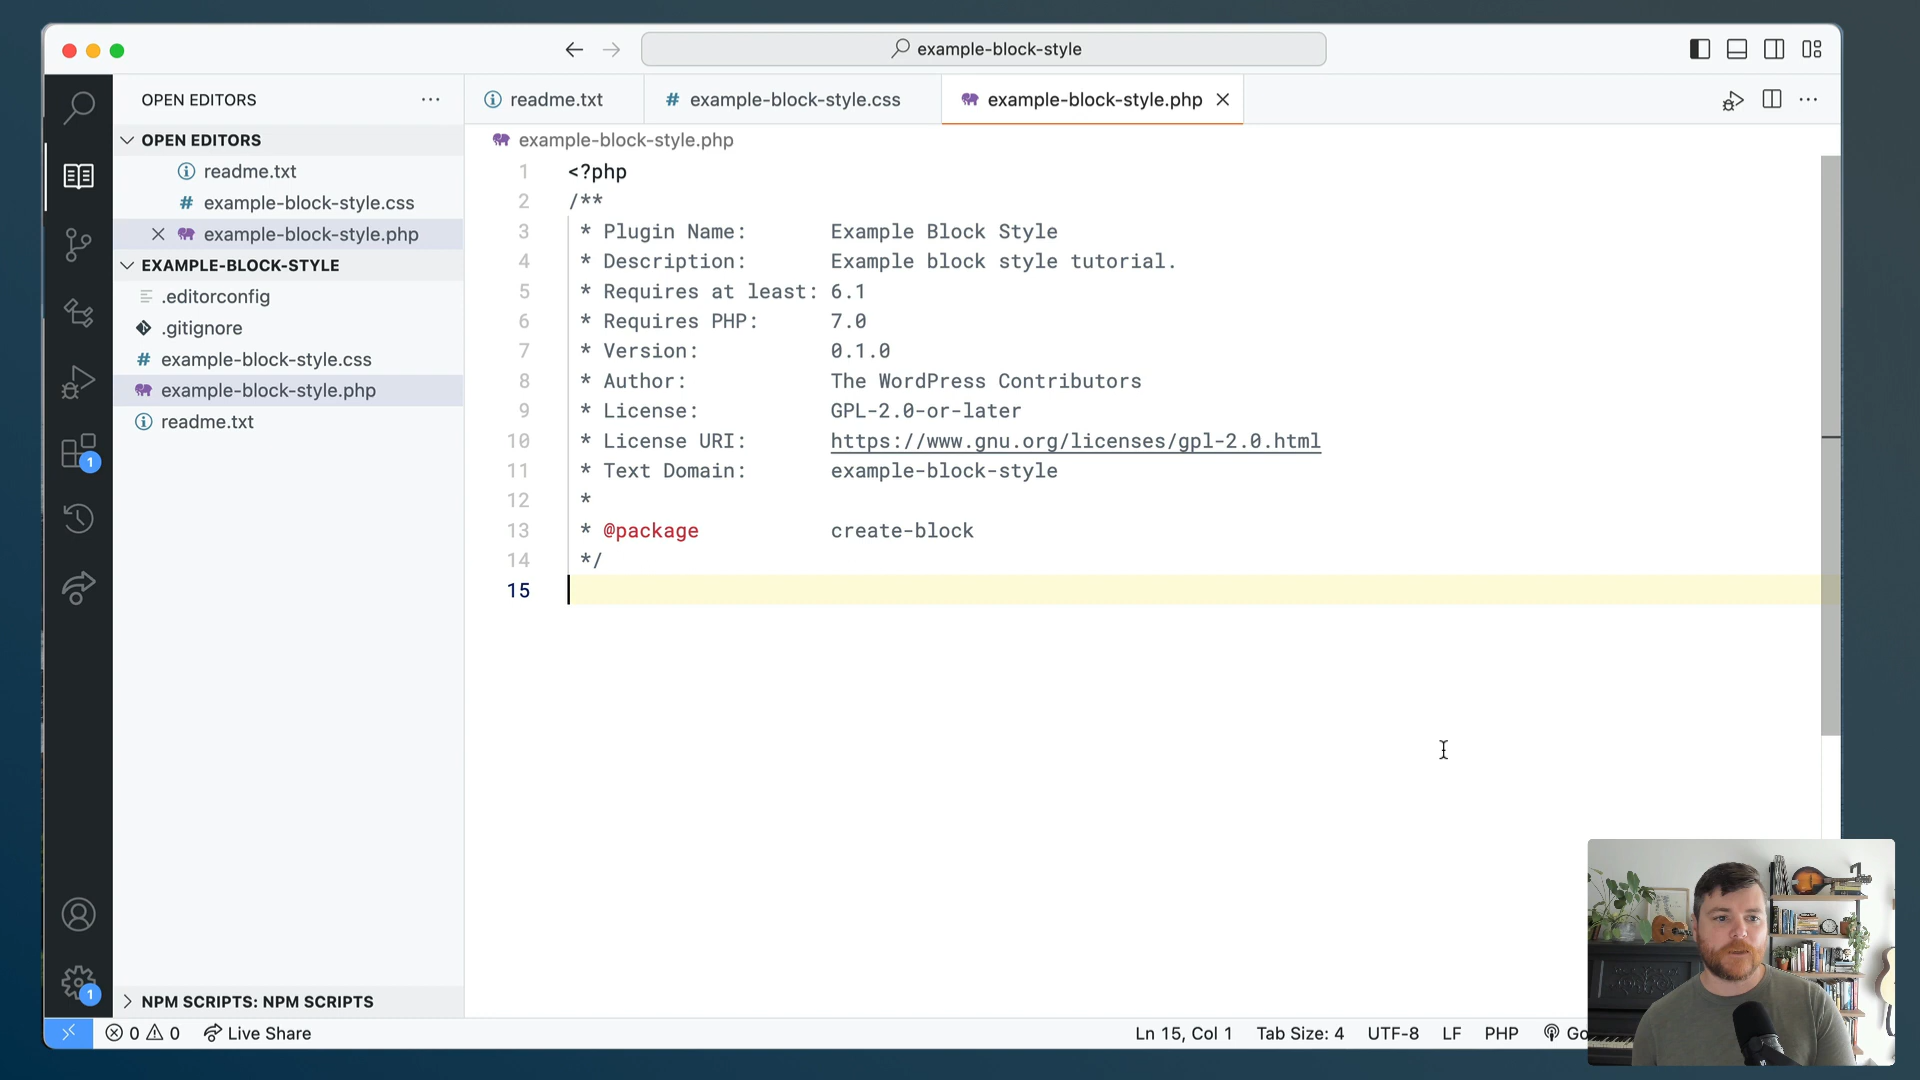 example-block-style
OPEN EDITORS
readme.txt
example-block-style.css
example-block-style.php
OPEN EDITORS
readme.txt
example-block-style.css
example-block-style.php
EXAMPLE-BLOCK-STYLE
.editorconfig
.gitignore
example-block-style.css
example-block-style.php
readme.txt
1
NPM SCRIPTS: NPM SCRIPTS
1
example-block-style.php
1 <?php
2 /**
3 * Plugin Name: Example Block Style
4 * Description: Example block style tutorial.
5 * Requires at least: 6.1
6 * Requires PHP: 7.0
7 * Version: 0.1.0
8 * Author: The WordPress Contributors
9 * License: GPL-2.0-or-later
10 * License URI: https://www.gnu.org/licenses/gpl-2.0.html
11 * Text Domain: example-block-style
12 *
13 * @package create-block
14 */
15
0 0 Live Share
Ln 15, Col 1 Tab Size: 4 UTF-8 LF PHP Go